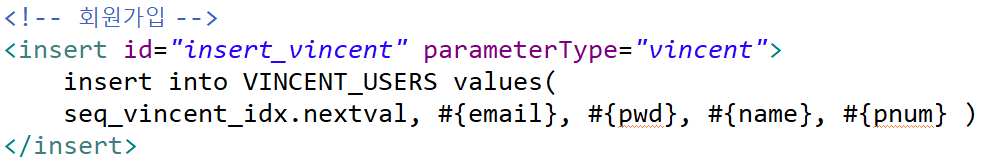 <!-- 회원가입 -->
<insert id="insert_vincent" parameterType="vincent">
insert into VINCENT_USERS values(
seq_vincent_idx.nextval, #{email}, #{pwd}, #{name}, #{pnum} )
</insert>